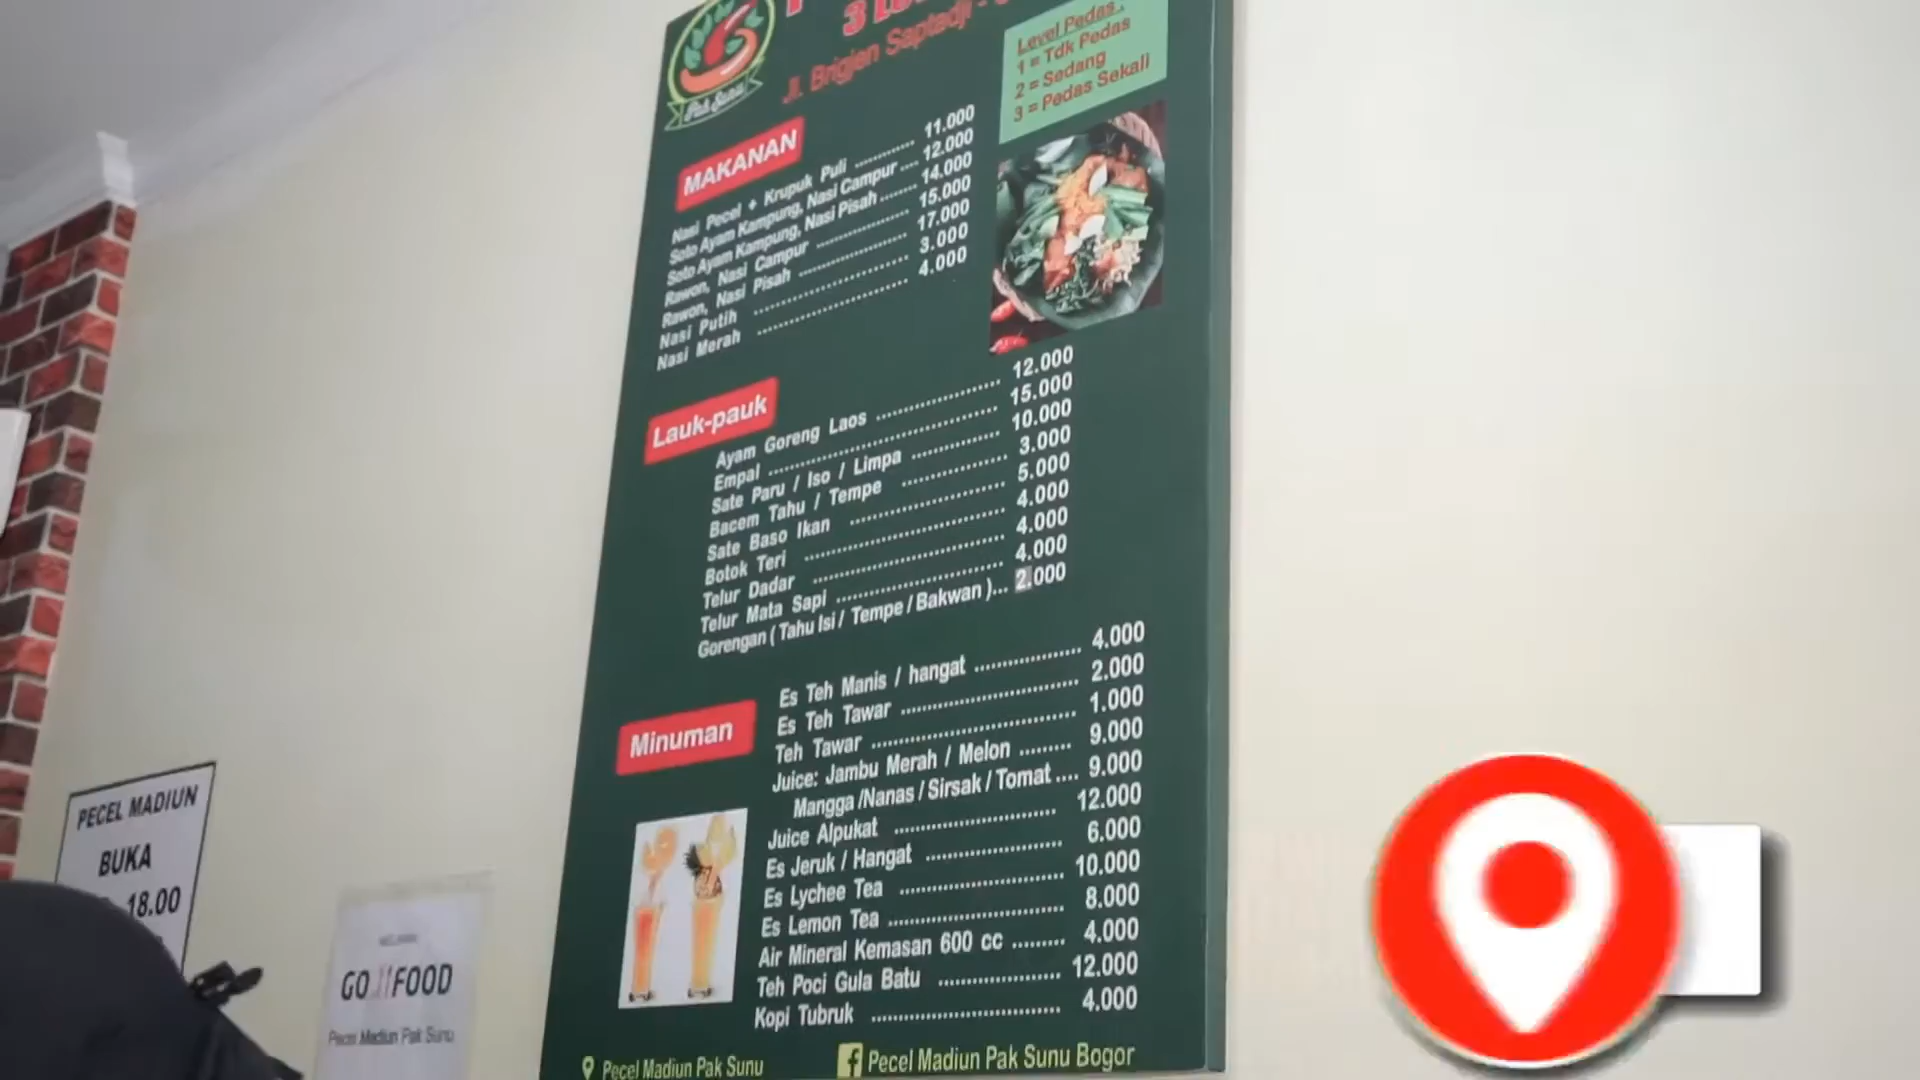 Pak Sunu
Jl. Brigjen Saptadji
Level Pedas :
1 = Tdk Pedas
2 = Sedang
3 = Pedas Sekali
MAKANAN
Nasi Pecel + Krupuk Puli ............ 11.000
Soto Ayam Kampung, Nasi Campur .... 12.000
Soto Ayam Kampung, Nasi Pisah ........ 14.000
Rawon, Nasi Campur .................... 15.000
Rawon, Nasi Pisah ....................... 17.000
Nasi Putih ................................. 3.000
Nasi Merah ................................. 4.000
Lauk-pauk
Ayam Goreng Laos ........................ 12.000
Empal ............................................. 15.000
Sate Paru / Iso / Limpa ................. 10.000
Bacem Tahu / Tempe .................... 3.000
Sate Baso Ikan ............................. 5.000
Botok Teri ...................................... 4.000
Telur Dadar .................................... 4.000
Telur Mata Sapi ................................ 4.000
Gorengan ( Tahu Isi / Tempe / Bakwan )... 2.000
Minuman
Es Teh Manis / hangat .................. 4.000
Es Teh Tawar .............................. 2.000
Teh Tawar ................................... 1.000
Juice: Jambu Merah / Melon ......... 9.000
Mangga /Nanas / Sirsak / Tomat .... 9.000
Juice Alpukat ........................... 12.000
Es Jeruk / Hangat ....................... 6.000
Es Lychee Tea ........................... 10.000
Es Lemon Tea ............................ 8.000
Air Mineral Kemasan 600 cc ......... 4.000
Teh Poci Gula Batu .................... 12.000
Kopi Tubruk ................................ 4.000
Pecel Madiun Pak Sunu
Pecel Madiun Pak Sunu Bogor
PECEL MADIUN
BUKA
18.00
GO FOOD
Pecel Madiun Pak Sunu